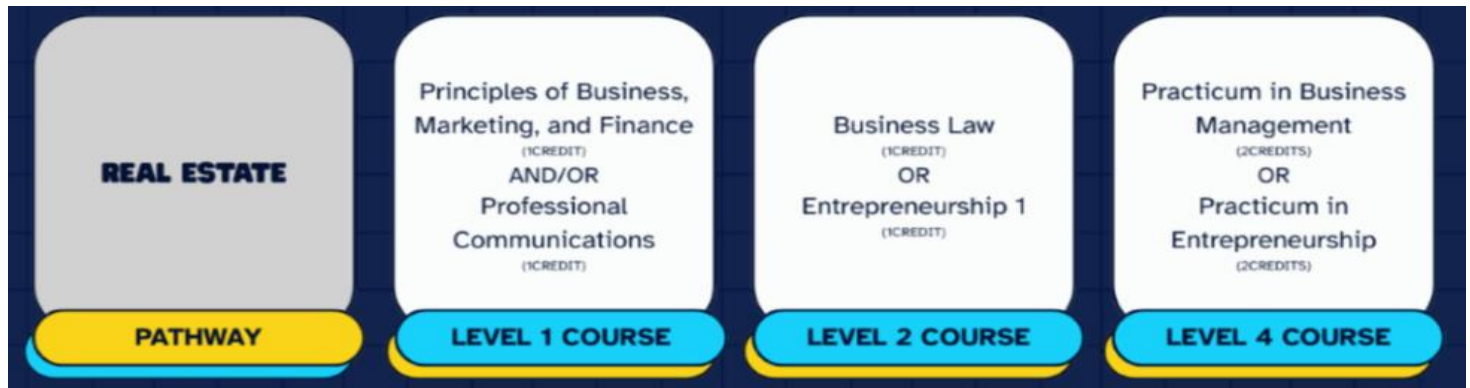 REAL ESTATE
PATHWAY
Principles of Business,
Marketing, and Finance
(1CREDIT)
AND/OR
Professional
Communications
(1CREDIT)
LEVEL 1 COURSE
Business Law
(1CREDIT)
OR
Entrepreneurship 1
(1CREDIT)
LEVEL 2 COURSE
Practicum in Business
Management
(2CREDITS)
OR
Practicum in
Entrepreneurship
(2CREDITS)
LEVEL 4 COURSE